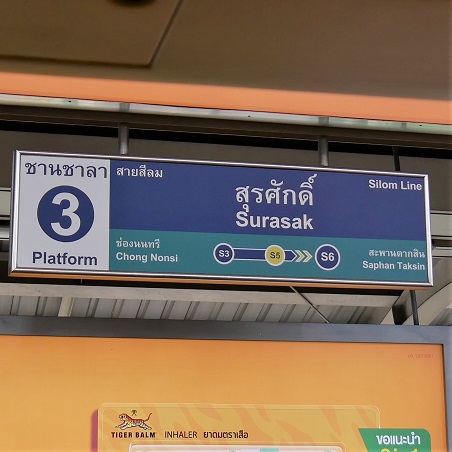 ชานชาลา
3
Platform
สายสีลม
Silom Line
สุรศักดิ์
Surasak
ช่องนนทรี
Chong Nonsi
S3
S5
S6
สะพานตากสิน
Saphan Taksin
TIGER BALM
INHALER ยาดมตราเสือ
ขอแนะนำ